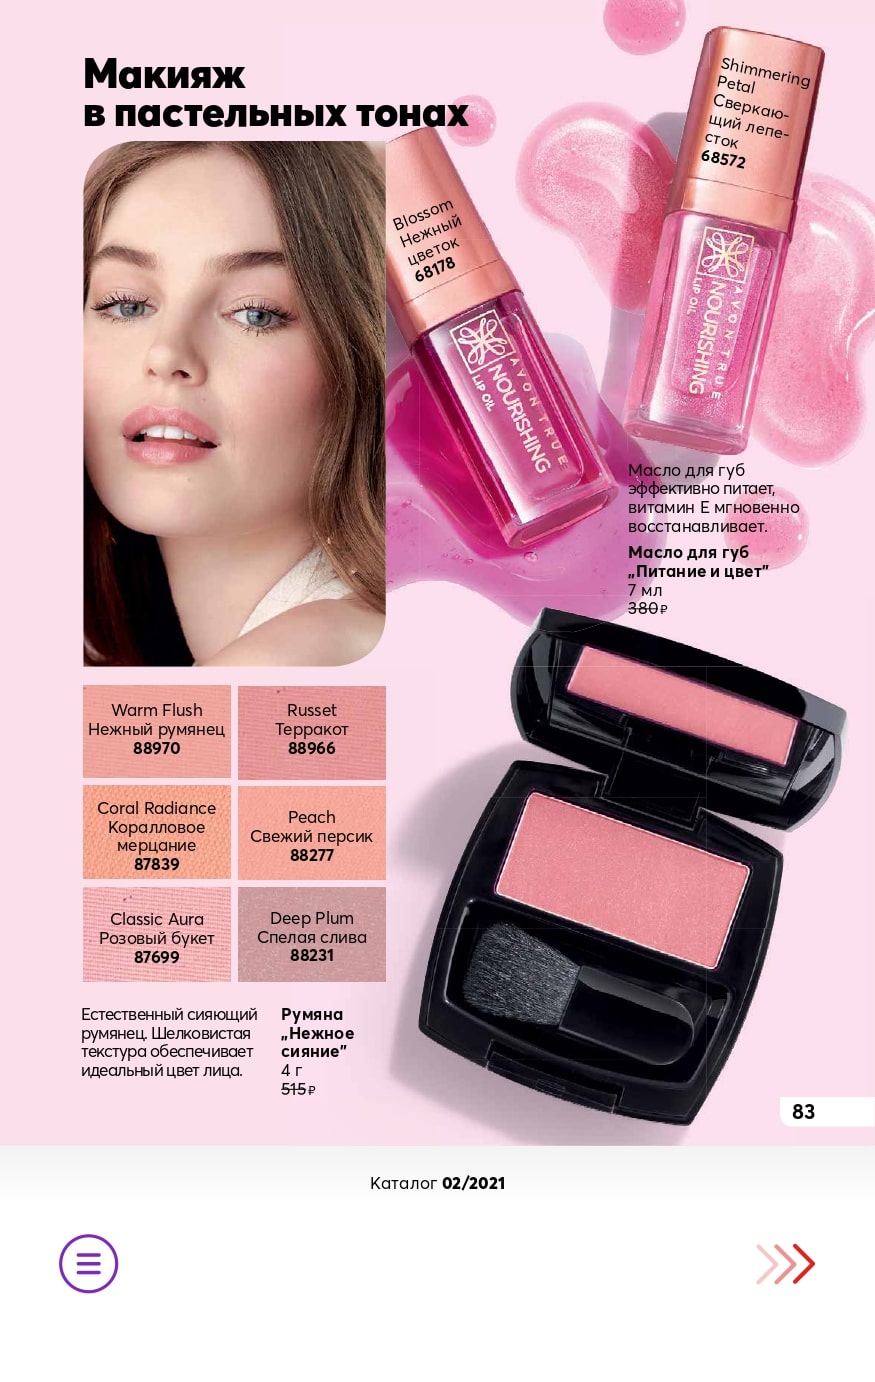 Макияж
в пастельных тонах
Blossom
Нежный
цветок
68178
AVON TRUE
NOURISHING
LIP OIL
Shimmering
Petal
Сверкаю-
щий лепе-
сток
68572
AVON TRUE
NOURISHING
LIP OIL
Масло для губ
эффективно питает,
витамин Е мгновенно
восстанавливает.
Масло для губ
„Питание и цвет”
7 мл
380 ₽
Warm Flush
Нежный румянец
88970
Russet
Терракот
88966
Coral Radiance
Коралловое
мерцание
87839
Peach
Свежий персик
88277
Classic Aura
Розовый букет
87699
Deep Plum
Спелая слива
88231
Естественный сияющий
румянец. Шелковистая
текстура обеспечивает
идеальный цвет лица.
Румяна
„Нежное
сияние”
4 г
515 ₽
83
Каталог 02/2021